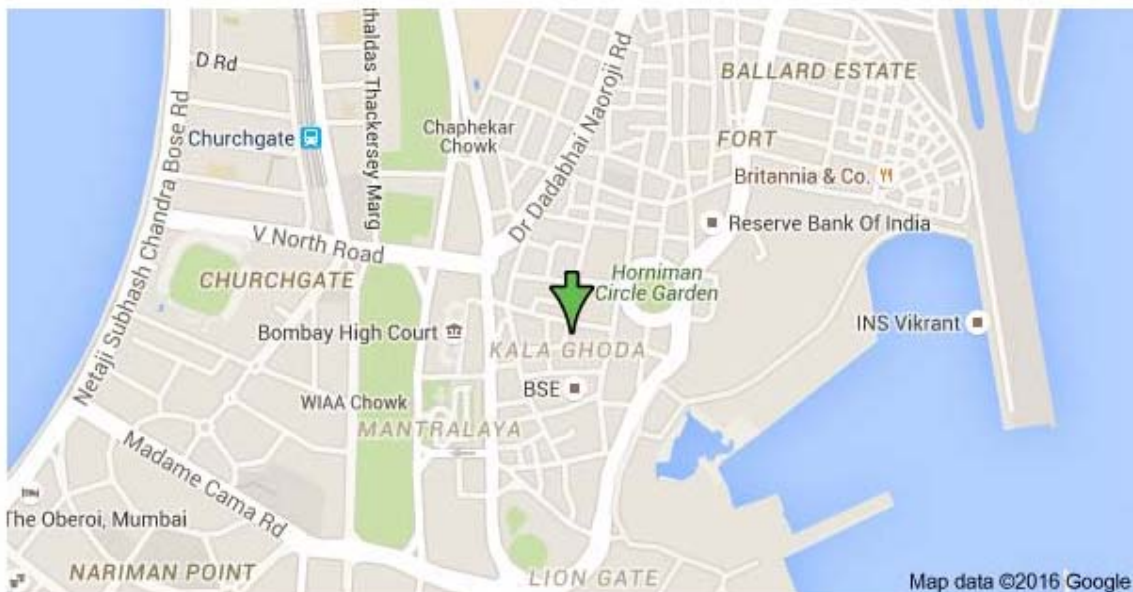 D Rd
thaldas Thackersey Marg
BALLARD ESTATE
Churchgate
Chaphekar
Chowk
Dr Dadabhai Naoroji Rd
FORT
Britannia & Co.
Netaji Subhash Chandra Bose Rd
V North Road
Reserve Bank Of India
CHURCHGATE
Horniman
Circle Garden
Bombay High Court
INS Vikrant
KALA GHODA
BSE
WIAA Chowk
MANTRALAYA
Madame Cama Rd
The Oberoi, Mumbai
NARIMAN POINT
LION GATE
Map data ©2016 Google